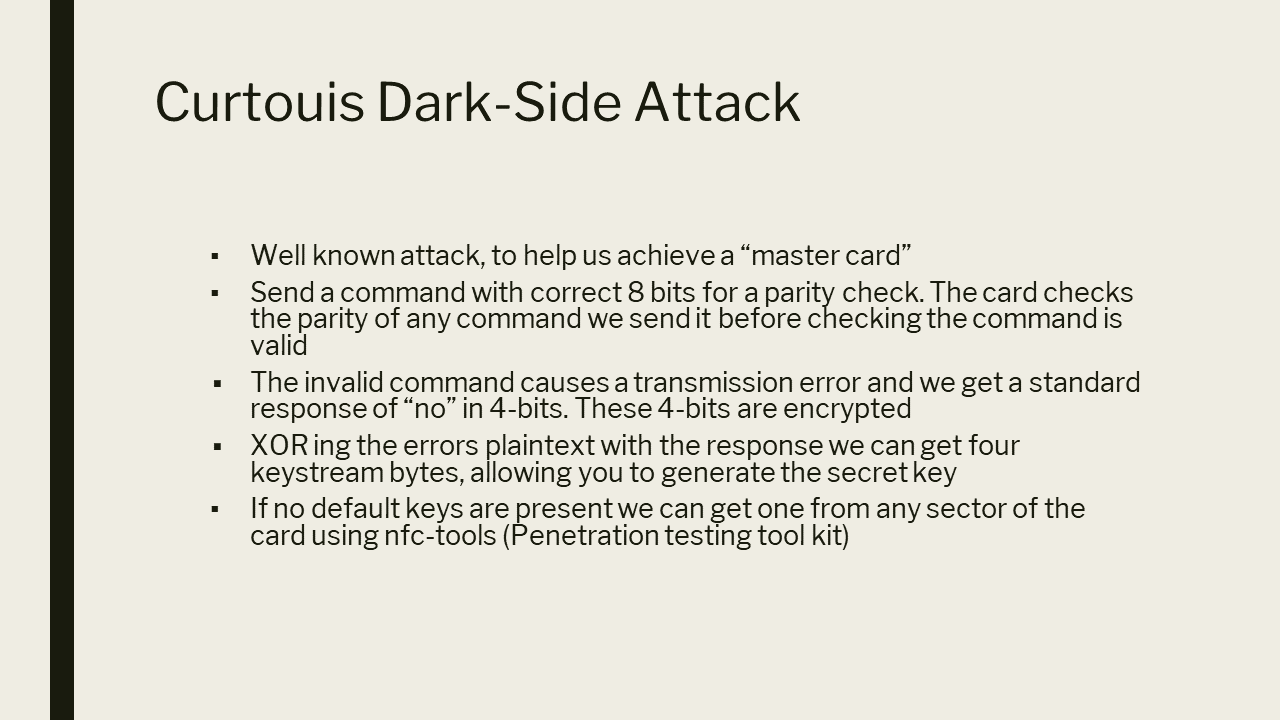 Curtouis Dark-Side Attack
▪ Well known attack, to help us achieve a “master card”
▪ Send a command with correct 8 bits for a parity check. The card checks
the parity of any command we send it before checking the command is
valid
▪ The invalid command causes a transmission error and we get a standard
response of “no” in 4-bits. These 4-bits are encrypted
▪ XOR ing the errors plaintext with the response we can get four
keystream bytes, allowing you to generate the secret key
▪ If no default keys are present we can get one from any sector of the
card using nfc-tools (Penetration testing tool kit)